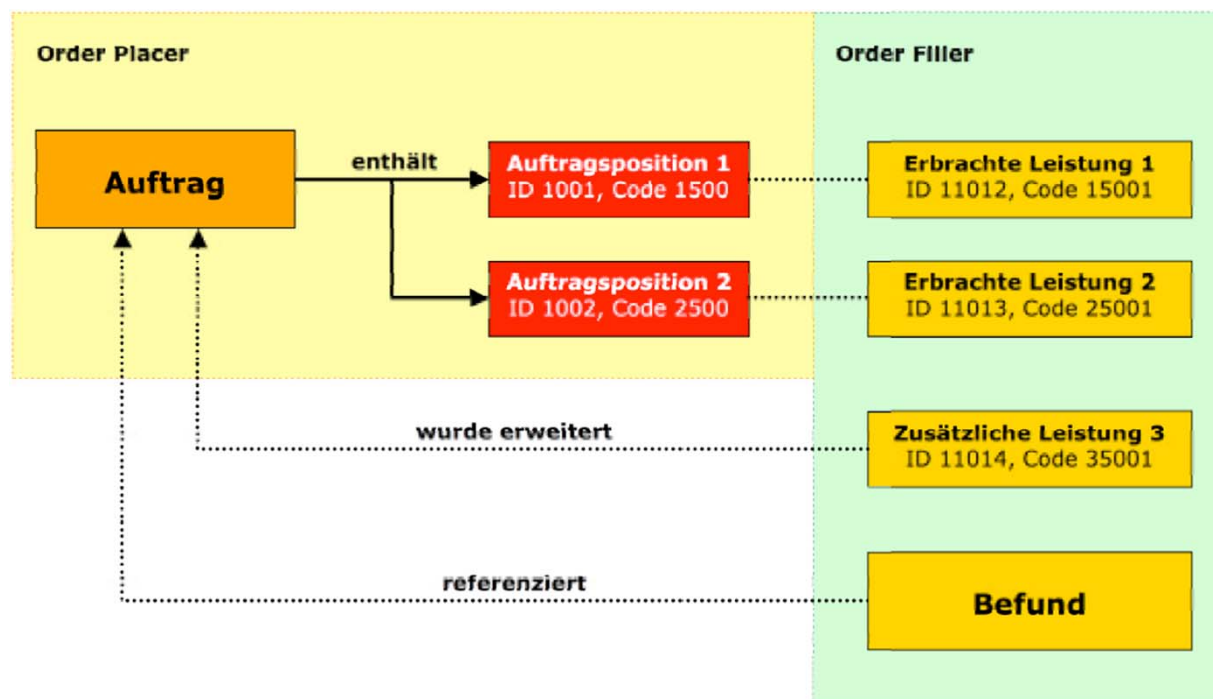 Order Placer
Order Filler
Auftrag
enthält
Auftragsposition 1
ID 1001, Code 1500
Erbrachte Leistung 1
ID 11012, Code 15001
Auftragsposition 2
ID 1002, Code 2500
Erbrachte Leistung 2
ID 11013, Code 25001
wurde erweitert
Zusätzliche Leistung 3
ID 11014, Code 35001
referenziert
Befund